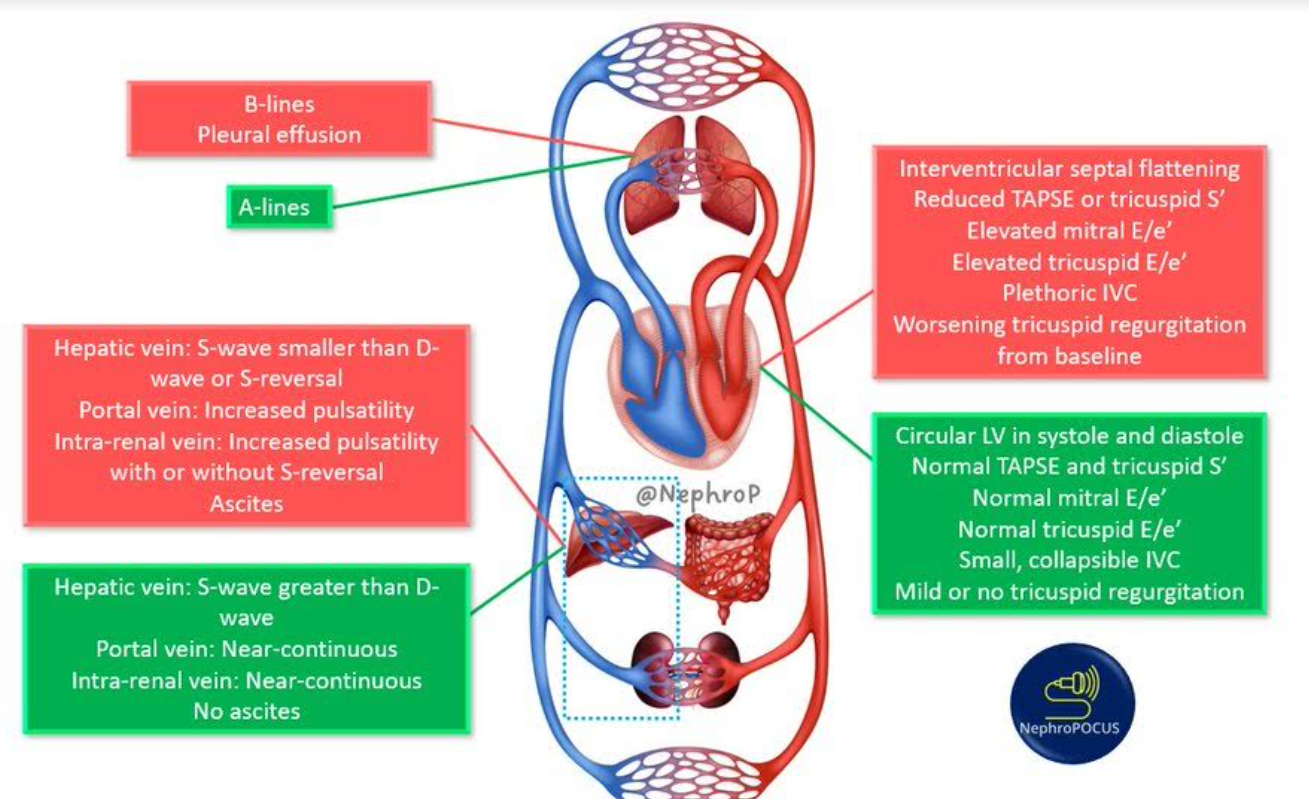 B-lines
Pleural effusion
A-lines
Interventricular septal flattening
Reduced TAPSE or tricuspid S’
Elevated mitral E/e’
Elevated tricuspid E/e’
Plethoric IVC
Worsening tricuspid regurgitation
from baseline
Hepatic vein: S-wave smaller than D-
wave or S-reversal
Portal vein: Increased pulsatility
Intra-renal vein: Increased pulsatility
with or without S-reversal
Ascites
Circular LV in systole and diastole
Normal TAPSE and tricuspid S’
Normal mitral E/e’
Normal tricuspid E/e’
Small, collapsible IVC
Mild or no tricuspid regurgitation
@NephroP
Hepatic vein: S-wave greater than D-
wave
Portal vein: Near-continuous
Intra-renal vein: Near-continuous
No ascites
NephroPOCUS